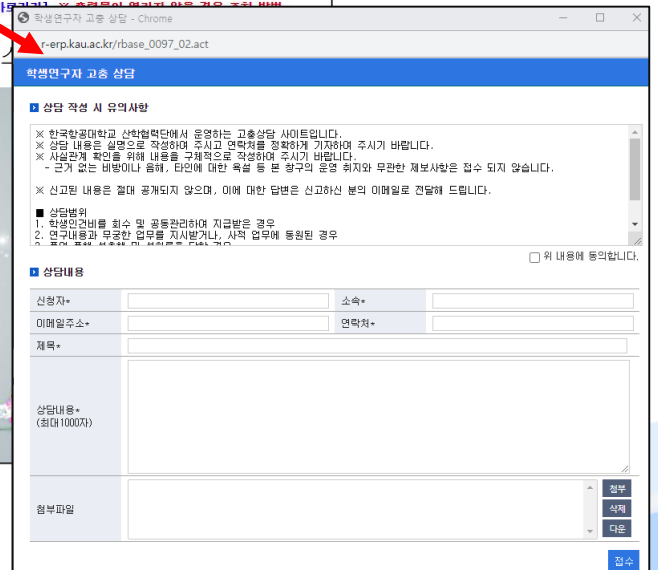 ※ 출력물이 열리지 않을 경우 조치 방법
학생연구자 고충 상담 - Chrome
r-erp.kau.ac.kr/rbase_0097_02.act
학생연구자 고충 상담
상담 작성 시 유의사항
※ 한국항공대학교 산학협력단에서 운영하는 고충상담 사이트입니다.
※ 상담 내용은 실명으로 작성하여 주시고 연락처를 정확하게 기재하여 주시기 바랍니다.
※ 사실관계 확인을 위해 내용을 구체적으로 작성하여 주시기 바랍니다.
- 근거 없는 비방이나 음해, 타인에 대한 욕설 등 본 창구의 운영 취지와 무관한 제보사항은 접수 되지 않습니다.
※ 신고된 내용은 절대 공개되지 않으며, 이에 대한 답변은 신고하신 분의 이메일로 전달해 드립니다.
■ 상담범위
1. 학생인건비를 회수 및 공동관리하여 지급받은 경우
2. 연구내용과 무궁한 업무를 지시받거나, 사적 업무에 동원된 경우
위 내용에 동의합니다.
상담내용
신청자*
소속*
이메일주소*
연락처*
제목*
상담내용*
(최대1000자)
첨부파일
첨부
삭제
다운
접수